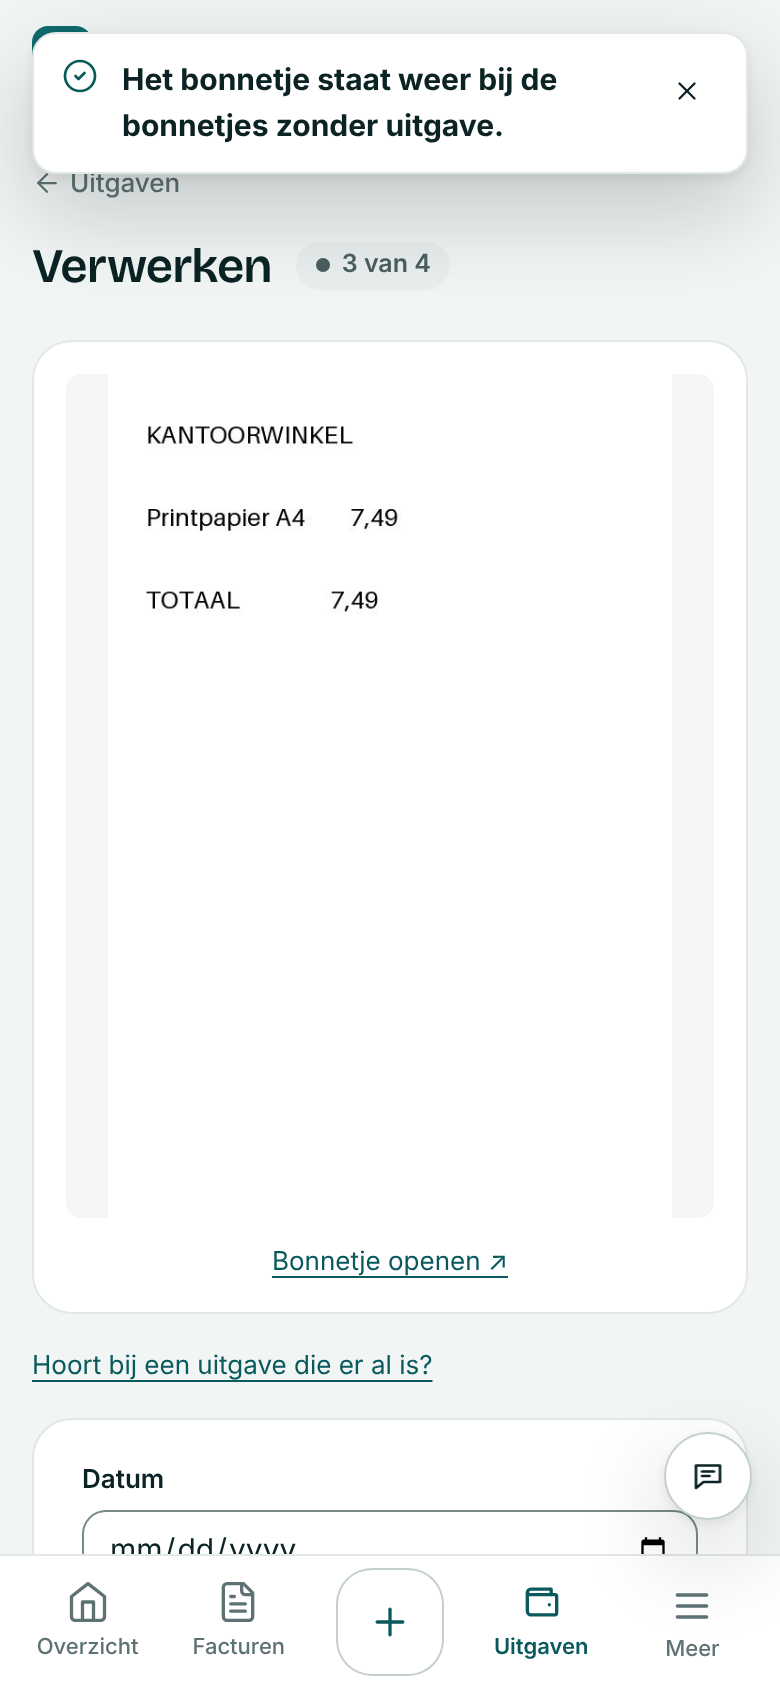 Het bonnetje staat weer bij de
bonnetjes zonder uitgave.
Uitgaven
Verwerken
3 van 4
KANTOORWINKEL
Printpapier A4 7,49
TOTAAL 7,49
Bonnetje openen ↗
Hoort bij een uitgave die er al is?
Datum
mm/dd/yyyy
Overzicht
Facturen
Uitgaven
Meer